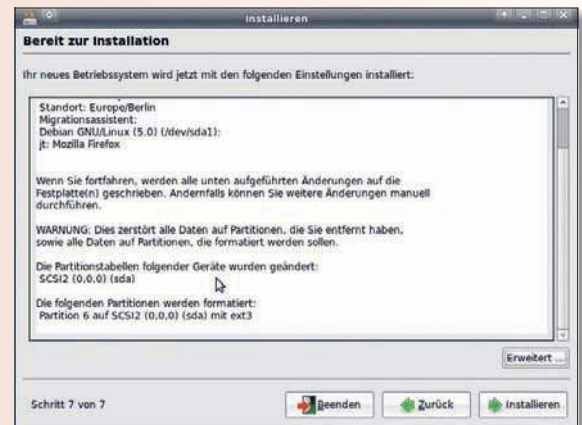 Installieren
Bereit zur Installation
Ihr neues Betriebssystem wird jetzt mit den folgenden Einstellungen installiert:
Standort: Europe/Berlin
Migrationsassistent:
Debian GNU/Linux (5.0) (/dev/sda1):
jt: Mozilla Firefox
Wenn Sie fortfahren, werden alle unten aufgeführten Änderungen auf die
Festplatte(n) geschrieben. Andernfalls können Sie weitere Änderungen manuell
durchführen.
WARNUNG: Dies zerstört alle Daten auf Partitionen, die Sie entfernt haben,
sowie alle Daten auf Partitionen, die formatiert werden sollen.
Die Partitionstabellen folgender Geräte wurden geändert:
SCSI2 (0,0,0) (sda)
Die folgenden Partitionen werden formatiert:
Partition 6 auf SCSI2 (0,0,0) (sda) mit ext3
Erweitert ...
Schritt 7 von 7
Beenden
Zurück
Installieren